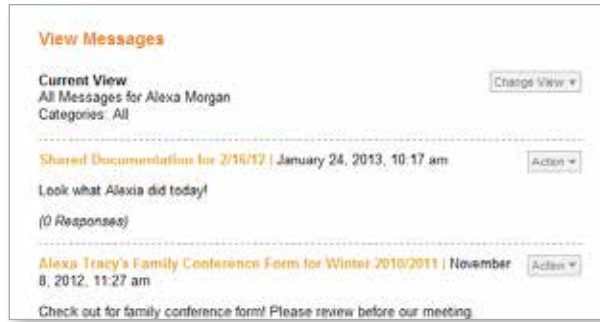 View Messages
Current View
Change View
All Messages for Alexa Morgan
Categories: All
Shared Documentation for 2/16/12 | January 24, 2013, 10:17 am
Action
Look what Alexia did today!
(0 Responses)
Alexa Tracy's Family Conference Form for Winter 2010/2011 | November
Action
8, 2012, 11:27 am
Check out for family conference form! Please review before our meeting.